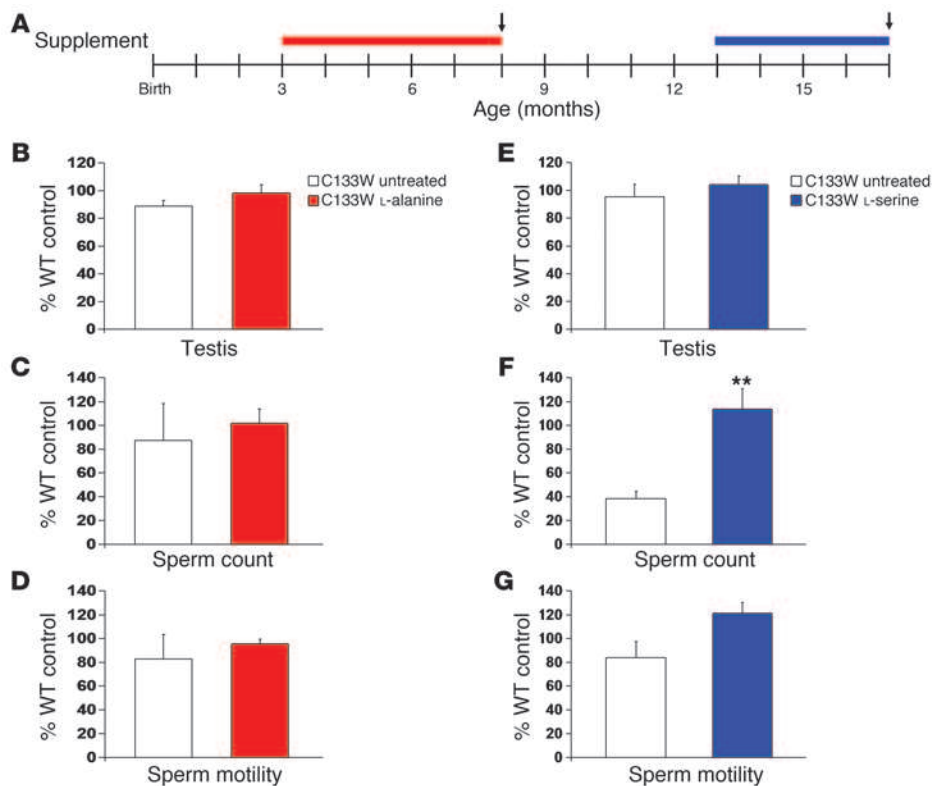 A
Supplement
Birth 3 6 9 12 15
Age (months)
B
120
100
80
60
40
20
0
% WT control
C133W untreated
C133W L-alanine
Testis
C
140
120
100
80
60
40
20
0
% WT control
Sperm count
D
140
120
100
80
60
40
20
0
% WT control
Sperm motility
E
120
100
80
60
40
20
0
% WT control
C133W untreated
C133W L-serine
Testis
F
140
120
100
80
60
40
20
0
% WT control
**
Sperm count
G
140
120
100
80
60
40
20
0
% WT control
Sperm motility